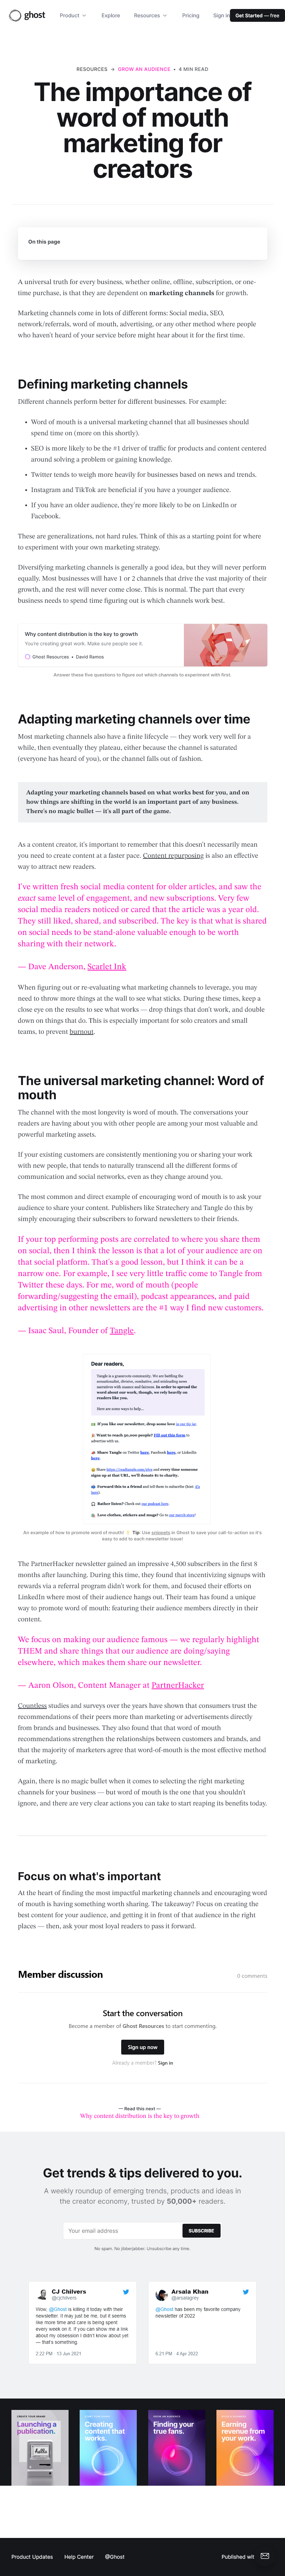 ghost Product Explore Resources Pricing Sign in Get Started — free
RESOURCES → GROW AN AUDIENCE • 4 MIN READ
The importance of
word of mouth
marketing for
creators
On this page
A universal truth for every business, whether online, offline, subscription, or one-
time purchase, is that they are dependent on marketing channels for growth.
Marketing channels come in lots of different forms: Social media, SEO,
network/referrals, word of mouth, advertising, or any other method where people
who haven't heard of your service before might hear about it for the first time.
Defining marketing channels
Different channels perform better for different businesses. For example:
• Word of mouth is a universal marketing channel that all businesses should
spend time on (more on this shortly).
• SEO is more likely to be the #1 driver of traffic for products and content centered
around solving a problem or gaining knowledge.
• Twitter tends to weigh more heavily for businesses based on news and trends.
• Instagram and TikTok are beneficial if you have a younger audience.
• If you have an older audience, they're more likely to be on LinkedIn or
Facebook.
These are generalizations, not hard rules. Think of this as a starting point for where
to experiment with your own marketing strategy.
Diversifying marketing channels is generally a good idea, but they will never perform
equally. Most businesses will have 1 or 2 channels that drive the vast majority of their
growth, and the rest will never come close. This is normal. The part that every
business needs to spend time figuring out is which channels work best.
Why content distribution is the key to growth
You're creating great work. Make sure people see it.
Ghost Resources • David Ramos
Answer these five questions to figure out which channels to experiment with first.
Adapting marketing channels over time
Most marketing channels also have a finite lifecycle — they work very well for a
while, then eventually they plateau, either because the channel is saturated
(everyone has heard of you), or the channel falls out of fashion.
Adapting your marketing channels based on what works best for you, and on
how things are shifting in the world is an important part of any business.
There's no magic bullet — it's all part of the game.
As a content creator, it's important to remember that this doesn't necessarily mean
you need to create content at a faster pace. Content repurposing is also an effective
way to attract new readers.
I've written fresh social media content for older articles, and saw the
exact same level of engagement, and new subscriptions. Very few
social media readers noticed or cared that the article was a year old.
They still liked, shared, and subscribed. The key is that what is shared
on social needs to be stand-alone valuable enough to be worth
sharing with their network.
— Dave Anderson, Scarlet Ink
When figuring out or re-evaluating what marketing channels to leverage, you may
need to throw more things at the wall to see what sticks. During these times, keep a
close eye on the things that don't work, and double
down on things that do. This is especially important for solo creators and small
teams, to prevent burnout.
The universal marketing channel: Word of
mouth
The channel with the most longevity is word of mouth. The conversations your
readers are having about you with other people are among your most valuable and
powerful marketing assets.
If your existing customers are consistently mentioning you or sharing your work
with new people, that tends to naturally span across all the different forms of
communication and social networks, even as they change around you.
The most common and direct example of encouraging word of mouth is to ask your
audience to share your content. Publishers like Stratechery and Tangle do this by
simply encouraging their subscribers to forward emails to their friends.
If your top performing posts are correlated to where you share them
on social, then I think the lesson is that a lot of your audience are on
that social platform, That's a good lesson, but I think it can be a
narrow one. For example, I see very little traffic come to Tangle from
Twitter these days. For me, word of mouth (people
forwarding/suggesting the email), podcast appearances, and paid
advertising in other newsletters are the #1 way I find new customers.
— Isaac Saul, Founder of Tangle.
Dear readers,
Tangle is a grassroots community. We are battling the
In order to spread the word
about our work, though, we rely heavily on
readers like you.
Here are some ways to help...
If you like our newsletter, drop some love in our tip jar.
Want to reach 30,000+ people? Fill out this form to
advertise with us.
Share Tangle on Twitter here, Facebook here, or LinkedIn
here.
Share https://readtangle.com/give and every time someone
signs up at that URL, we'll donate $1 to charity.
Forward this to a friend and tell them to subscribe (hint: it's
here).
Rather listen? Check out our podcast here.
Love clothes, stickers and mugs? Go to our merch store!
An example of how to promote word of mouth! Tip: Use snippets in Ghost to save your call-to-action so it's
easy to add to each newsletter issue!
The PartnerHacker newsletter gained an impressive 4,500 subscribers in the first 8
months after launching. During this time, they found that incentivizing signups with
rewards via a referral program didn't work for them, and focused their efforts on
LinkedIn where most of their audience hangs out. Their team has found a unique
way to promote word of mouth: featuring their audience members directly in their
content.
We focus on making our audience famous — we regularly highlight
THEM and share things that our audience are doing/saying
elsewhere, which makes them share our newsletter.
— Aaron Olson, Content Manager at PartnerHacker
Countless studies and surveys over the years have shown that consumers trust the
recommendations of their peers more than marketing or advertisements directly
from brands and businesses. They also found that that word of mouth
recommendations strengthen the relationships between customers and brands, and
that the majority of marketers agree that word-of-mouth is the most effective method
of marketing.
Again, there is no magic bullet when it comes to selecting the right marketing
channels for your business — but word of mouth is the one that you shouldn't
ignore, and there are very clear actions you can take to start reaping its benefits today.
Focus on what's important
At the heart of finding the most impactful marketing channels and encouraging word
of mouth is having something worth sharing. The takeaway? Focus on creating the
best content for your audience, sharing it in front of that audience in the right
places — then, ask your most loyal readers to pass it forward.
Member discussion 0 comments
Start the conversation
Become a member of Ghost Resources to start commenting.
Sign up now
Already a member? Sign in
— Read this next —
Why content distribution is the key to growth
Get trends & tips delivered to you.
A weekly roundup of emerging trends, products and ideas in
the creator economy, trusted by 50,000+ readers.
Your email address SUBSCRIBE
No spam. No jibberjabber. Unsubscribe any time.
CJ Chilvers
@cjchilvers
Wow. @Ghost is killing it today with their
newsletter. It may just be me, but it seems
like more time and care is being spent
every week on it. If you can show me a link
about my obsession I didn't know about yet
— that's something.
2:22 PM · 13 Jun 2021
Arsala Khan
@arsalagrey
@Ghost has been my favorite company
newsletter of 2022
6:21 PM · 4 Apr 2022
Launching a
publication.
hello
Creating
content that
works.
Finding your
true fans.
Earning
revenue from
your work.
Product Updates Help Center @Ghost Published wit